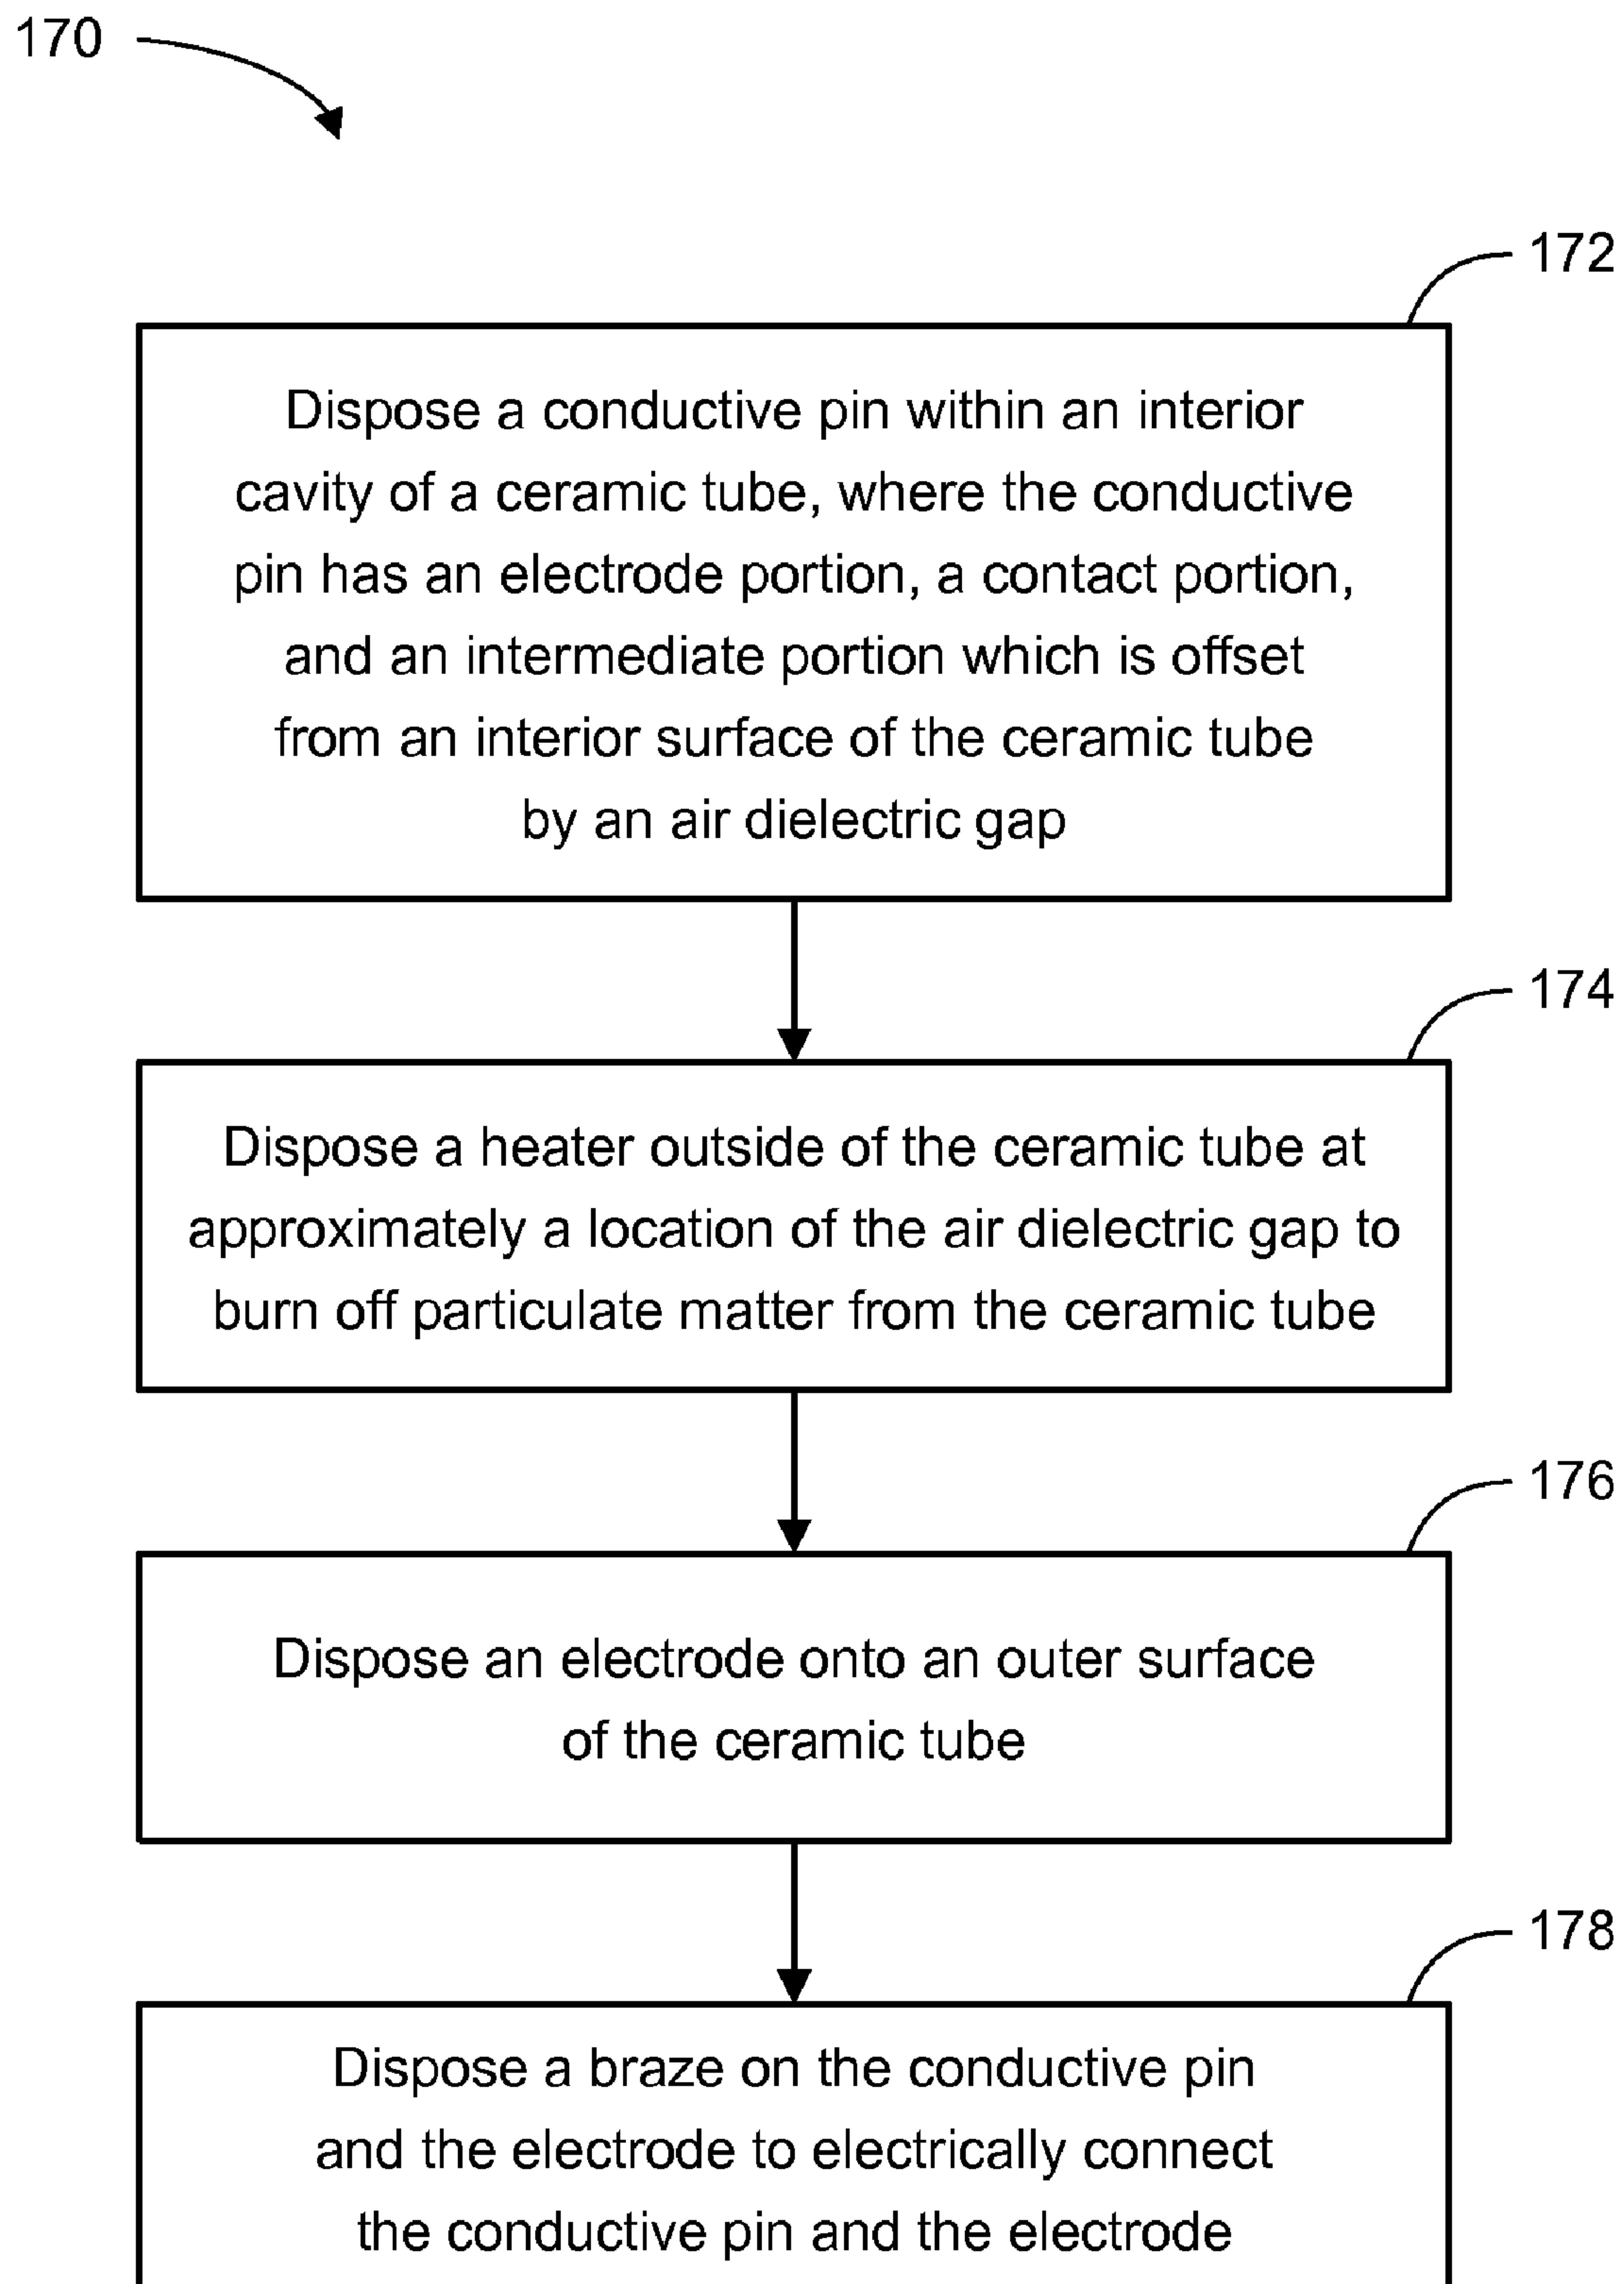 170
172
Dispose a conductive pin within an interior
cavity of a ceramic tube, where the conductive
pin has an electrode portion, a contact portion,
and an intermediate portion which is offset
from an interior surface of the ceramic tube
by an air dielectric gap
174
Dispose a heater outside of the ceramic tube at
approximately a location of the air dielectric gap to
burn off particulate matter from the ceramic tube
176
Dispose an electrode onto an outer surface
of the ceramic tube
178
Dispose a braze on the conductive pin
and the electrode to electrically connect
the conductive pin and the electrode